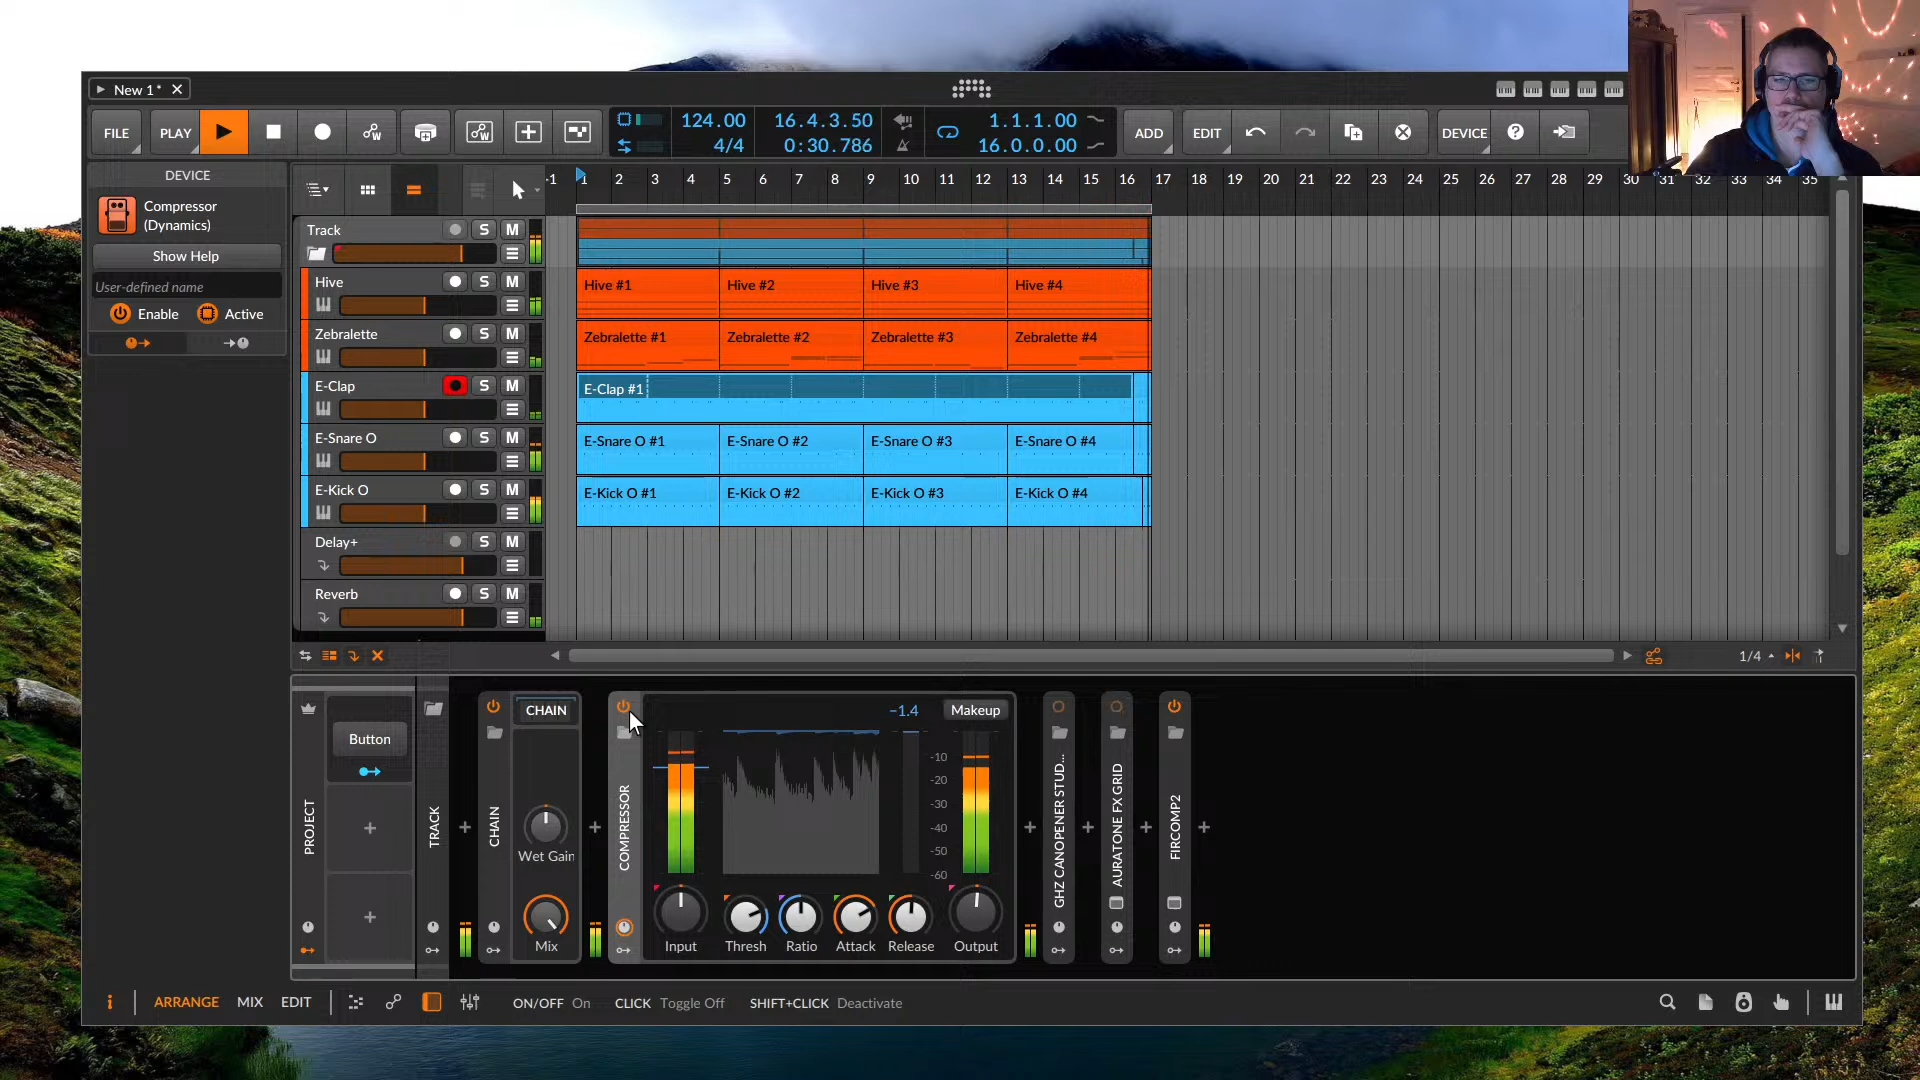 New 1*
FILE PLAY 124.00 4/4 16.4.3.50 0:30.786 1.1.1.00 16.0.0.00 ADD EDIT DEVICE
DEVICE
Compressor
(Dynamics)
Show Help
User-defined name
Enable Active
-1 1 2 3 4 5 6 7 8 9 10 11 12 13 14 15 16 17 18 19 20 21 22 23 24 25 26 27 28 29 30 31 32 33 34 35
Track S M
Hive S M Hive #1 Hive #2 Hive #3 Hive #4
Zebralette S M Zebralette #1 Zebralette #2 Zebralette #3 Zebralette #4
E-Clap S M E-Clap #1
E-Snare O S M E-Snare O #1 E-Snare O #2 E-Snare O #3 E-Snare O #4
E-Kick O S M E-Kick O #1 E-Kick O #2 E-Kick O #3 E-Kick O #4
Delay+ S M
Reverb S M
1/4
PROJECT
Button
TRACK
CHAIN
CHAIN
Wet Gain
Mix
COMPRESSOR
-1.4 Makeup
-10
-20
-30
-40
-50
-60
Input Thresh Ratio Attack Release Output
GHZ CANOPENER STUD...
AURATONE FX GRID
FIRCOMP2
ARRANGE MIX EDIT ON/OFF On CLICK Toggle Off SHIFT+CLICK Deactivate